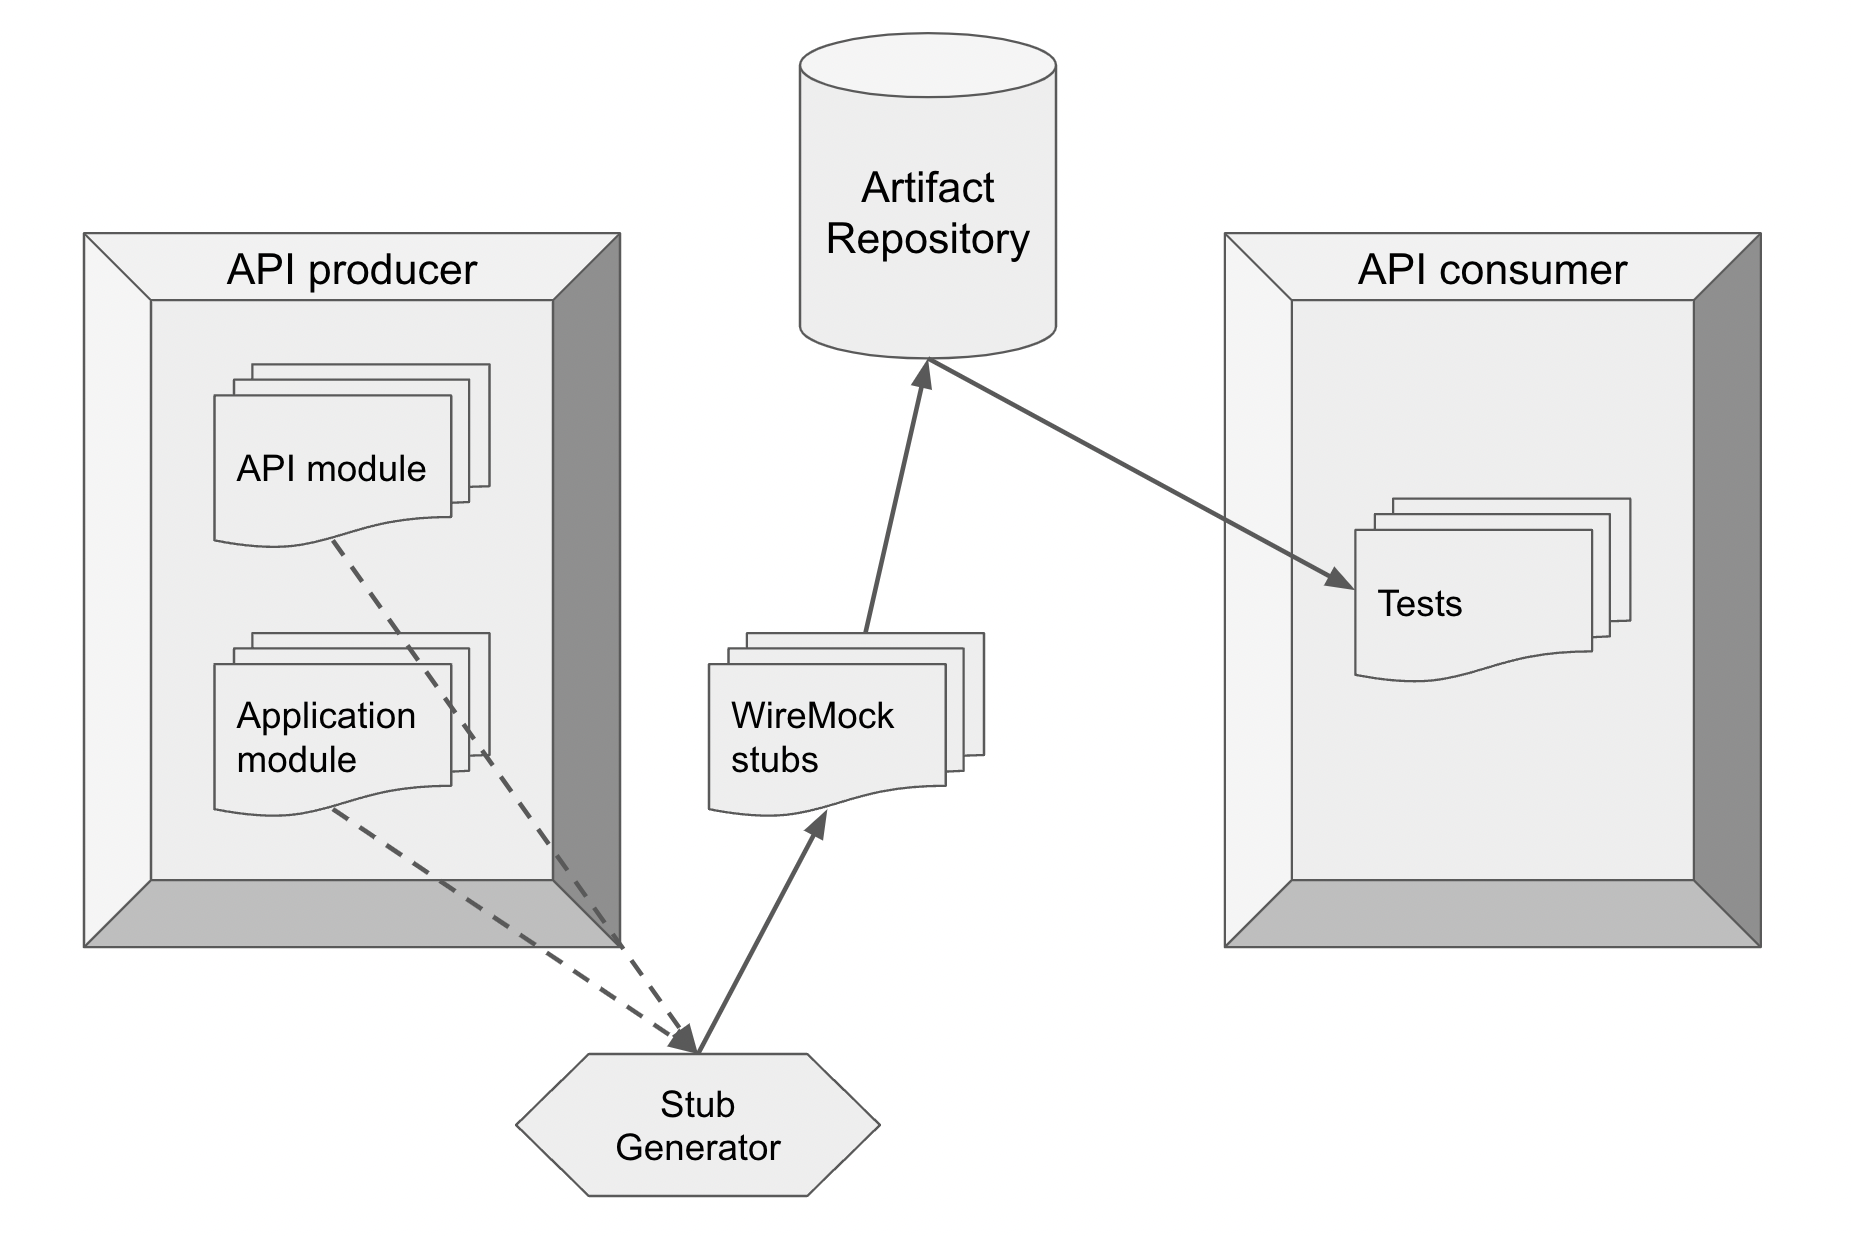 Artifact
Repository
API producer
API consumer
API module
Tests
Application
module
WireMock
stubs
Stub
Generator